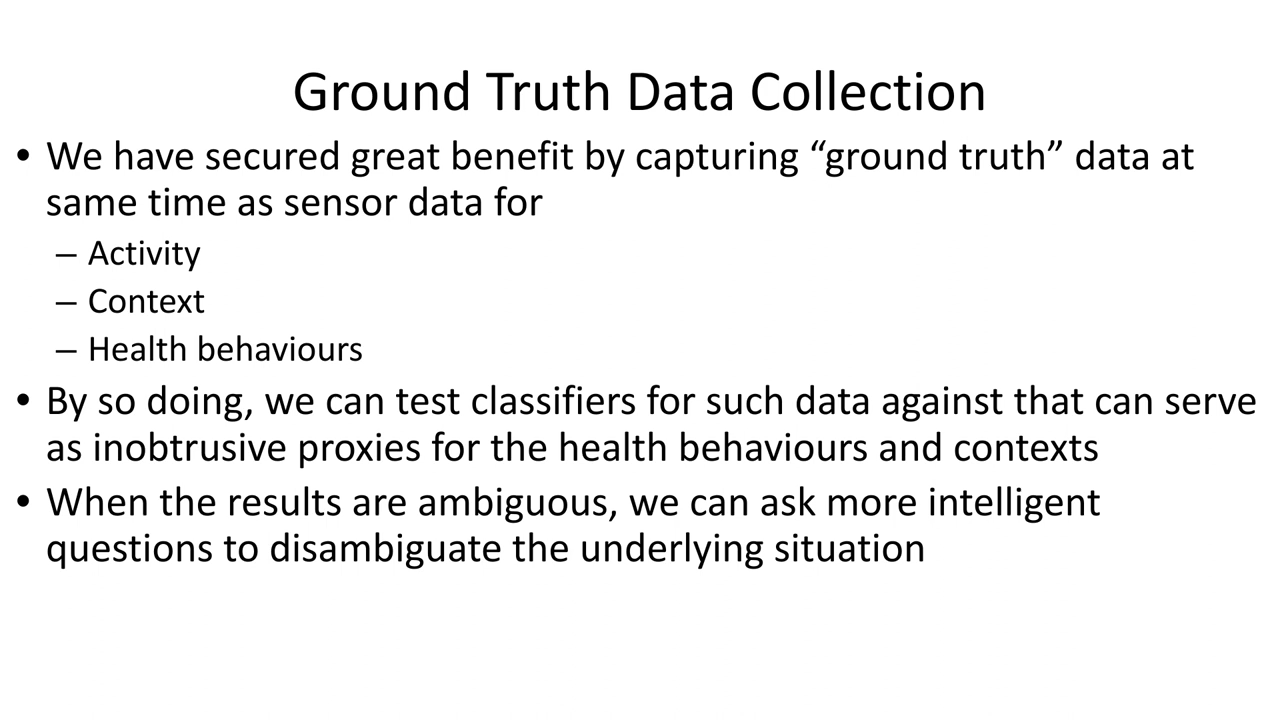 Ground Truth Data Collection
• We have secured great benefit by capturing “ground truth” data at
same time as sensor data for
– Activity
– Context
– Health behaviours
• By so doing, we can test classifiers for such data against that can serve
as inobtrusive proxies for the health behaviours and contexts
• When the results are ambiguous, we can ask more intelligent
questions to disambiguate the underlying situation